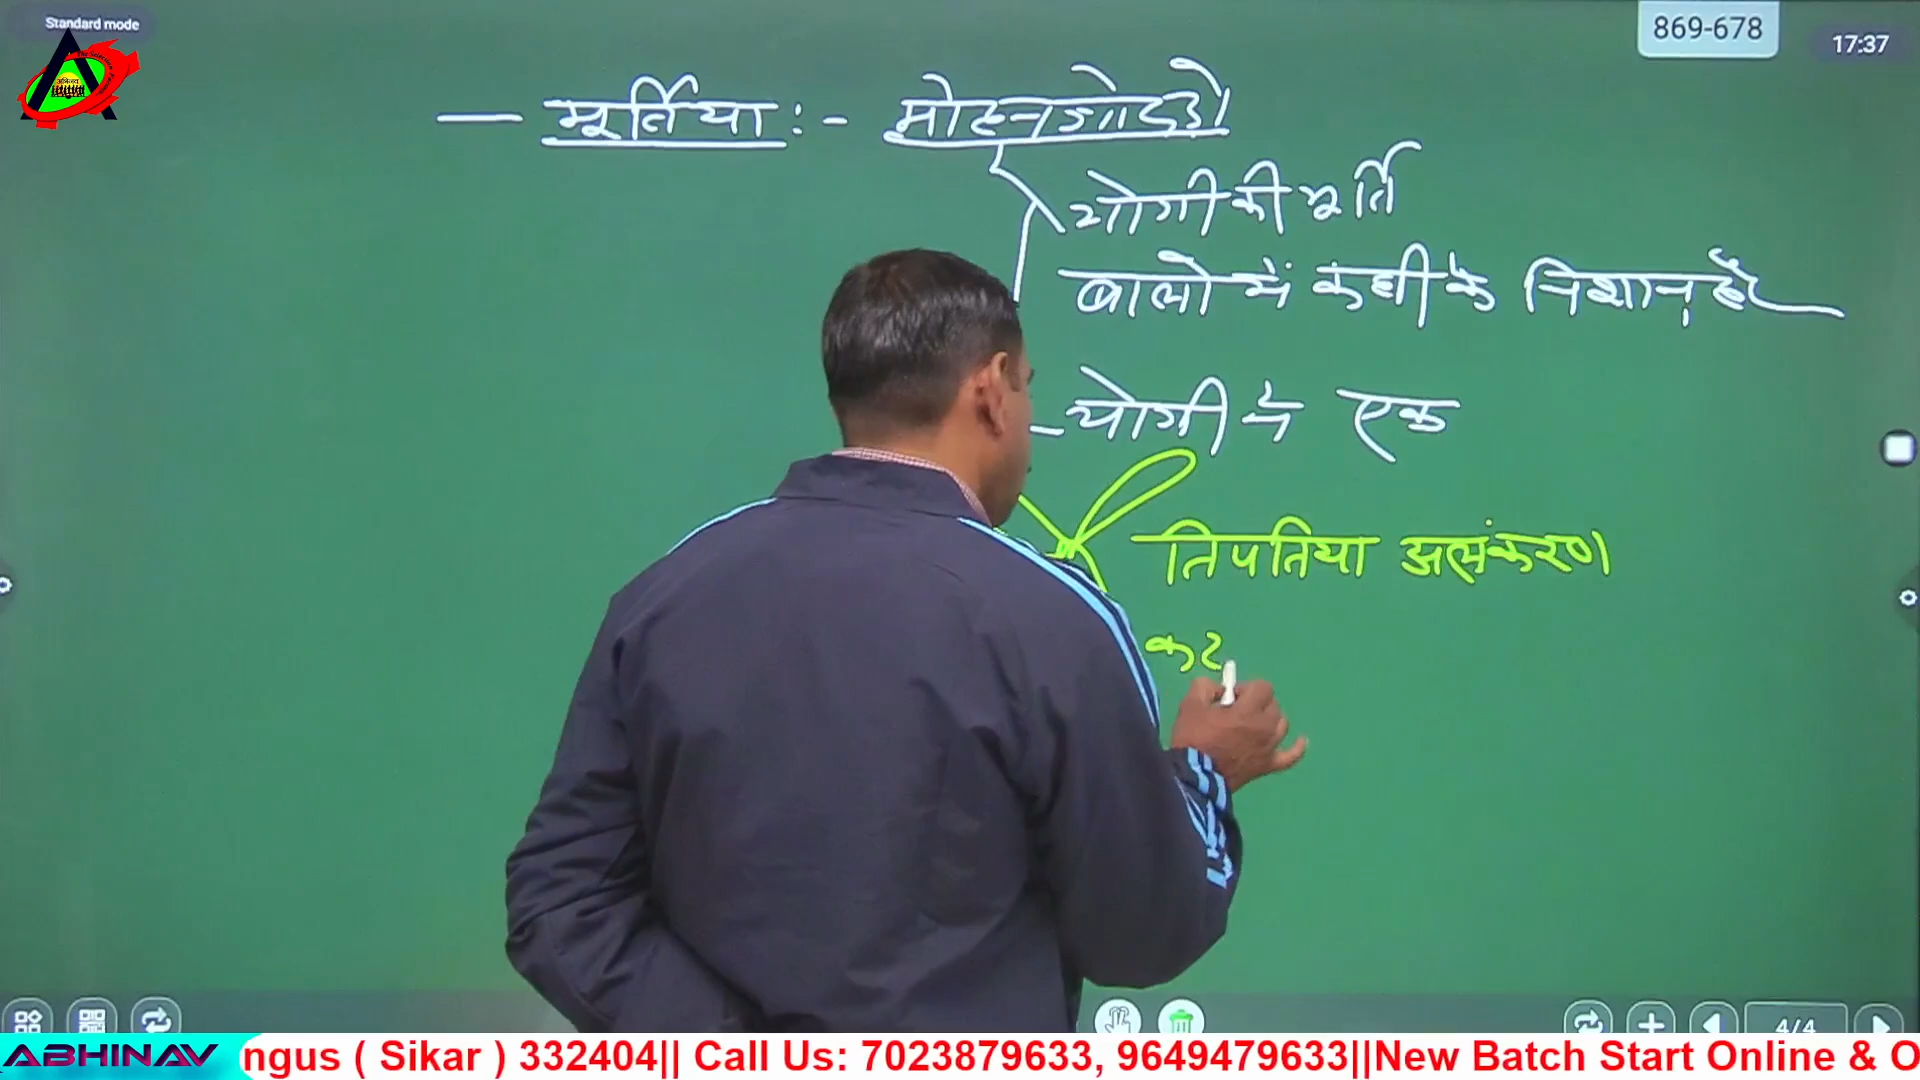 Standard mode
869-678
17:37
— मूर्तिया :- मोहनजोदड़ो
योगी की मूर्ति
बालो में कंघी के निशान है
योगी ने एक
तिपतिया अलंकरण
कर
4/4
ABHINAV ngus ( Sikar ) 332404|| Call Us: 7023879633, 9649479633||New Batch Start Online & O